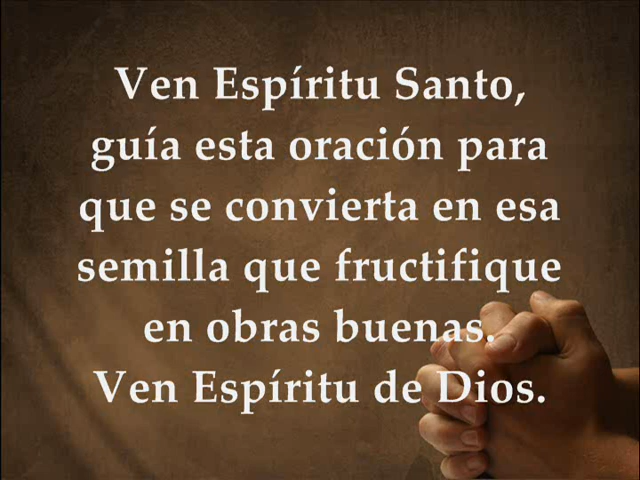 Ven Espíritu Santo,
guía esta oración para
que se convierta en esa
semilla que fructifique
en obras buenas.
Ven Espíritu de Dios.